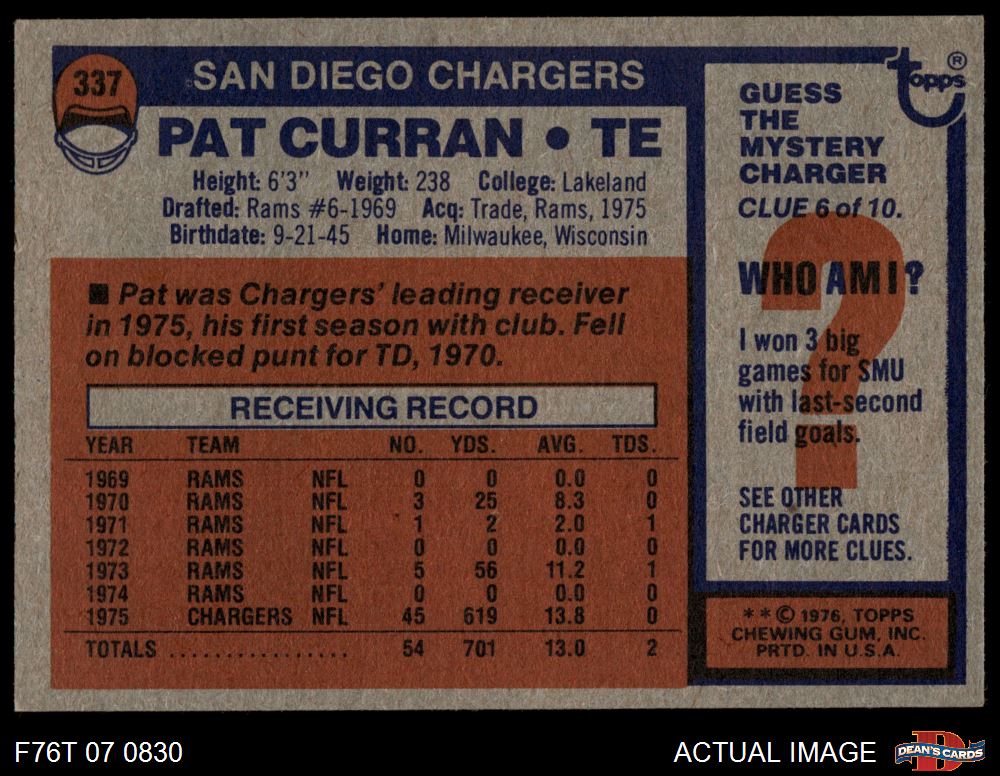 337
SAN DIEGO CHARGERS
PAT CURRAN • TE
Height: 6'3" Weight: 238 College: Lakeland
Drafted: Rams #6-1969 Acq: Trade, Rams, 1975
Birthdate: 9-21-45 Home: Milwaukee, Wisconsin
■ Pat was Chargers' leading receiver
in 1975, his first season with club. Fell
on blocked punt for TD, 1970.
RECEIVING RECORD
YEAR TEAM NO. YDS. AVG. TDS.
1969 RAMS NFL 0 0 0.0 0
1970 RAMS NFL 3 25 8.3 0
1971 RAMS NFL 1 2 2.0 1
1972 RAMS NFL 0 0 0.0 0
1973 RAMS NFL 5 56 11.2 1
1974 RAMS NFL 0 0 0.0 0
1975 CHARGERS NFL 45 619 13.8 0
TOTALS ................ 54 701 13.0 2
topps ®
GUESS
THE
MYSTERY
CHARGER
CLUE 6 of 10.
?
WHO AM I?
I won 3 big
games for SMU
with last-second
field goals.
SEE OTHER
CHARGER CARDS
FOR MORE CLUES.
* * © 1976, TOPPS
CHEWING GUM, INC.
PRTD. IN U.S.A.
F76T 07 0830
ACTUAL IMAGE
D
DEAN'S CARDS